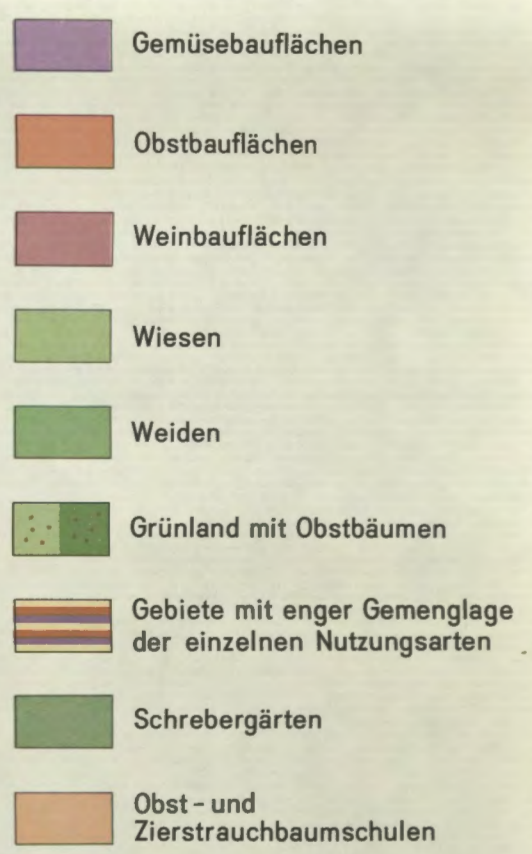 Gemüsebauflächen
Obstbauflächen
Weinbauflächen
Wiesen
Weiden
Grünland mit Obstbäumen
Gebiete mit enger Gemenglage
der einzelnen Nutzungsarten
Schrebergärten
Obst- und
Zierstrauchbaumschulen